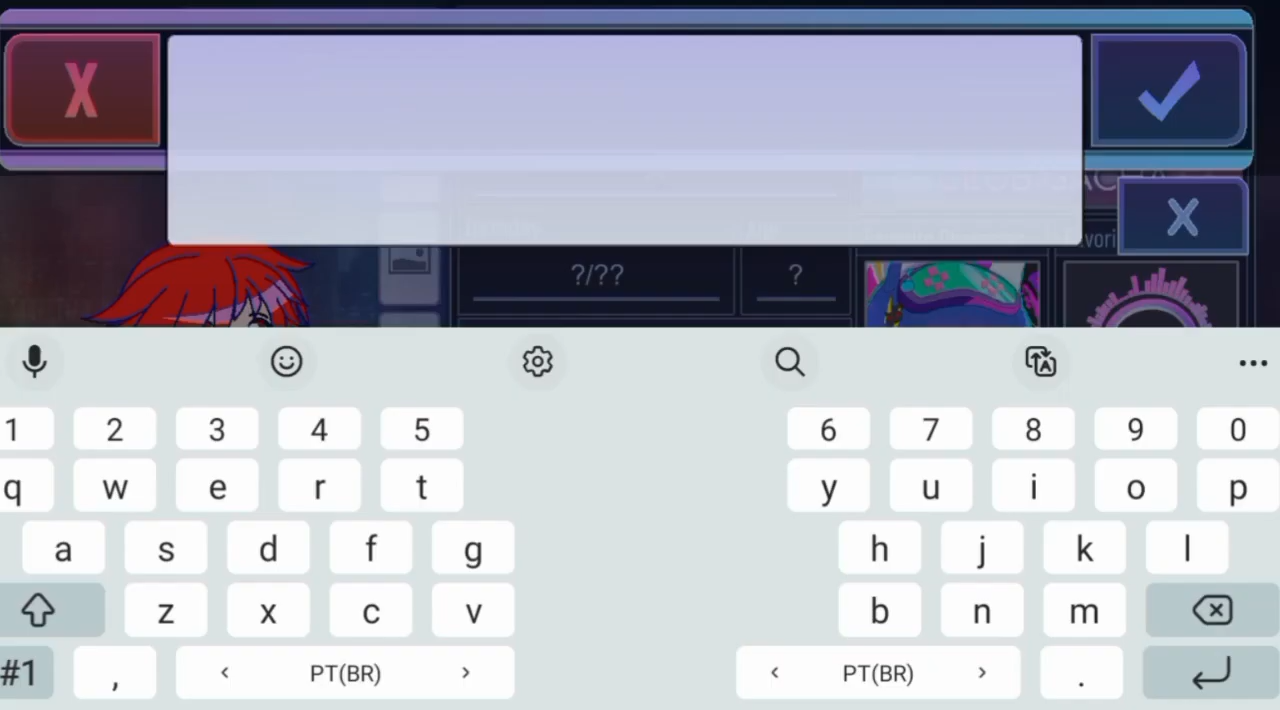 X
X
?/??
?
1 2 3 4 5 6 7 8 9 0
q w e r t y u i o p
a s d f g h j k l
z x c v b n m
#1 , < PT(BR) > < PT(BR) > .